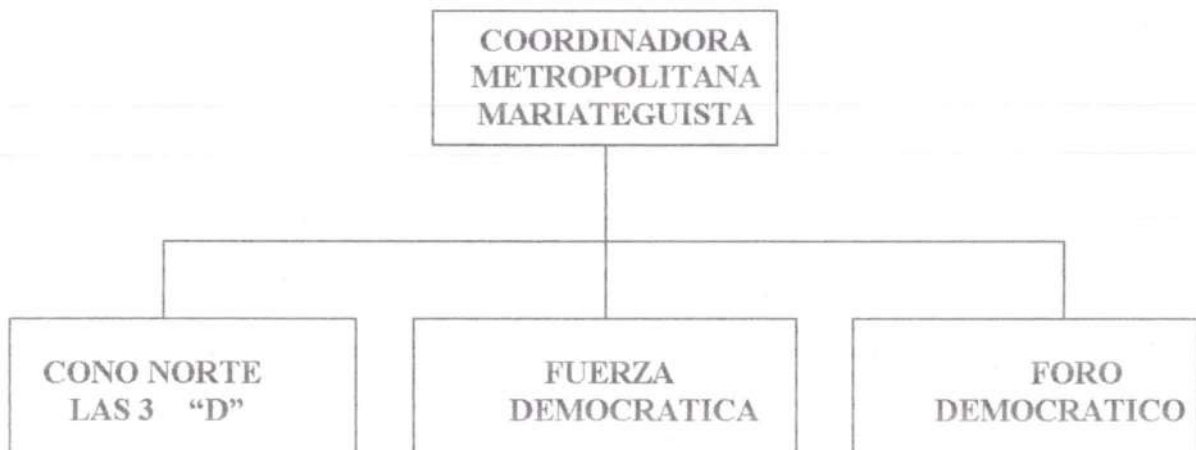 COORDINADORA
METROPOLITANA
MARIATEGUISTA
CONO NORTE
LAS 3 "D"
FUERZA
DEMOCRATICA
FORO
DEMOCRATICO